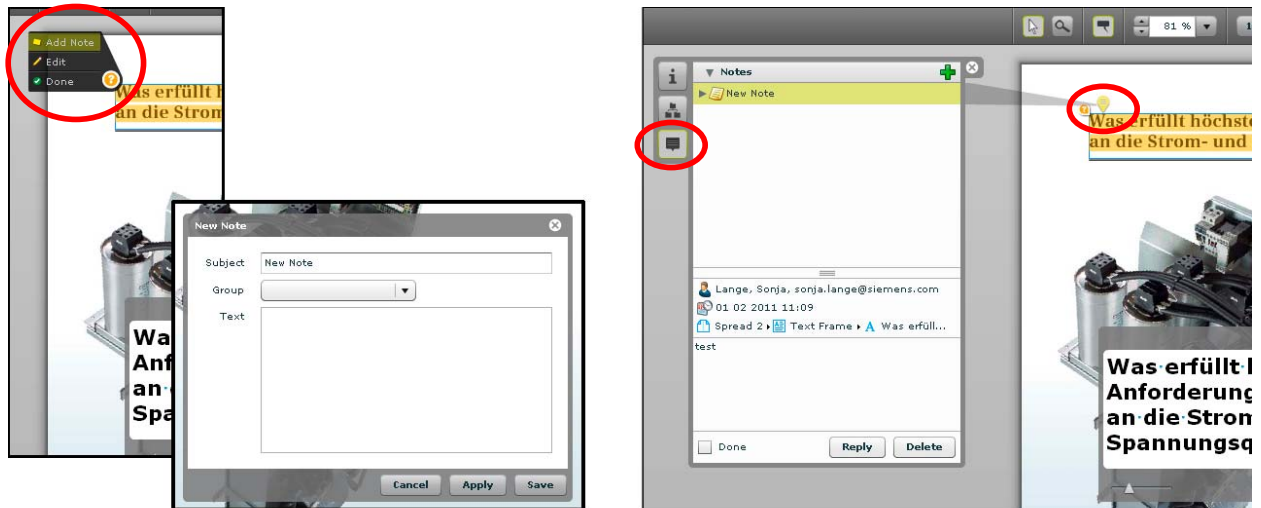 Add Note
Edit
Done
Was erfüllt h
an die Strom
New Note
Subject
New Note
Group
Text
Wa
Anf
an
Spa
Cancel
Apply
Save
81 %
1
Notes
New Note
Lange, Sonja, sonja.lange@siemens.com
01 02 2011 11:09
Spread 2 Text Frame A Was erfüll...
test
Done
Reply
Delete
Was erfüllt höchste
an die Strom- und
Was·erfüllt·h
Anforderung
an·die·Strom
Spannungsq